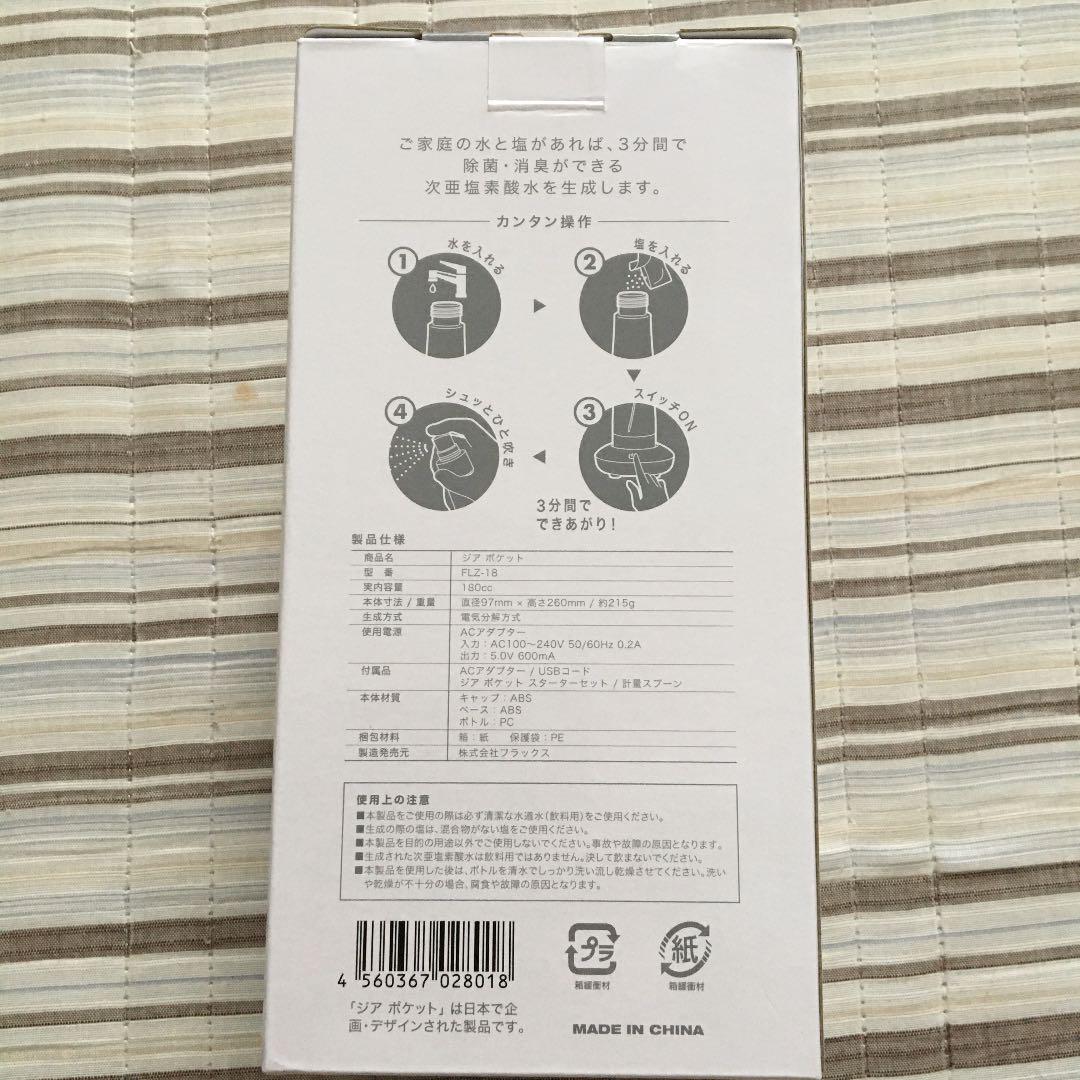 ご家庭の水と塩があれば、3分間で
除菌・消臭ができる
次亜塩素酸水を生成します。
カンタン操作
1 水を入れる
2 塩を入れる
3 スイッチON
4 シュッとひと吹き
3分間で
できあがり!
製品仕様
商品名 ジア ポケット
型 番 FLZ-18
実内容量 180cc
本体寸法 / 重量 直径97mm × 高さ260mm / 約215g
生成方式 電気分解方式
使用電源 ACアダプター
入力:AC100〜240V 50/60Hz 0.2A
出力:5.0V 600mA
付属品 ACアダプター / USBコード
ジア ポケット スターターセット / 計量スプーン
本体材質 キャップ:ABS
ベース:ABS
ボトル:PC
梱包材料 箱:紙 保護袋:PE
製造発売元 株式会社フラックス
使用上の注意
■本製品をご使用の際は必ず清潔な水道水(飲料用)をご使用ください。
■生成の際の塩は、混合物がない塩をご使用ください。
■本製品を目的の用途以外でご使用しないでください。事故や故障の原因となります。
■生成された次亜塩素酸水は飲料用ではありません。決して飲まないでください。
■本製品を使用した後は、ボトルを清水でしっかり洗い流し乾燥させてください。洗い
や乾燥が不十分の場合、腐食や故障の原因となります。
4 560367 028018
プラ
箱緩衝材
紙
箱緩衝材
「ジア ポケット」は日本で企
画・デザインされた製品です。
MADE IN CHINA